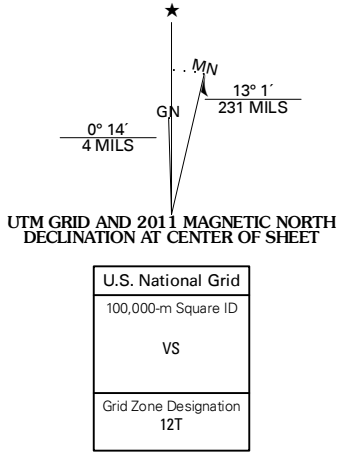 ★
MN
GN
13° 1´
231 MILS
0° 14´
4 MILS
UTM GRID AND 2011 MAGNETIC NORTH
DECLINATION AT CENTER OF SHEET
U.S. National Grid
100,000-m Square ID
VS
Grid Zone Designation
12T